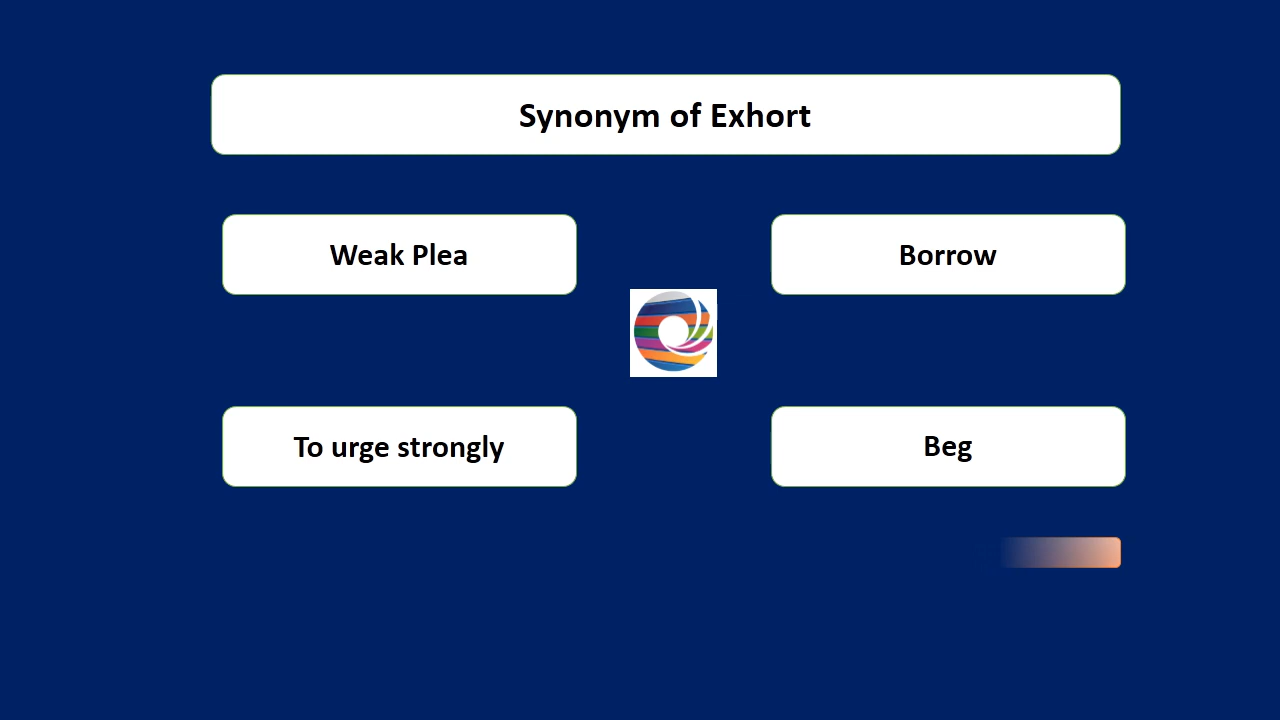 Synonym of Exhort
Weak Plea
Borrow
To urge strongly
Beg